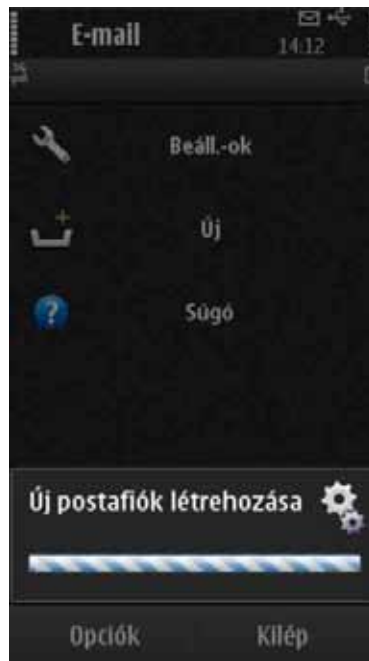 E-mail
14:12
Beáll.-ok
Új
Súgó
Új postafiók létrehozása
Opciók
Kilép